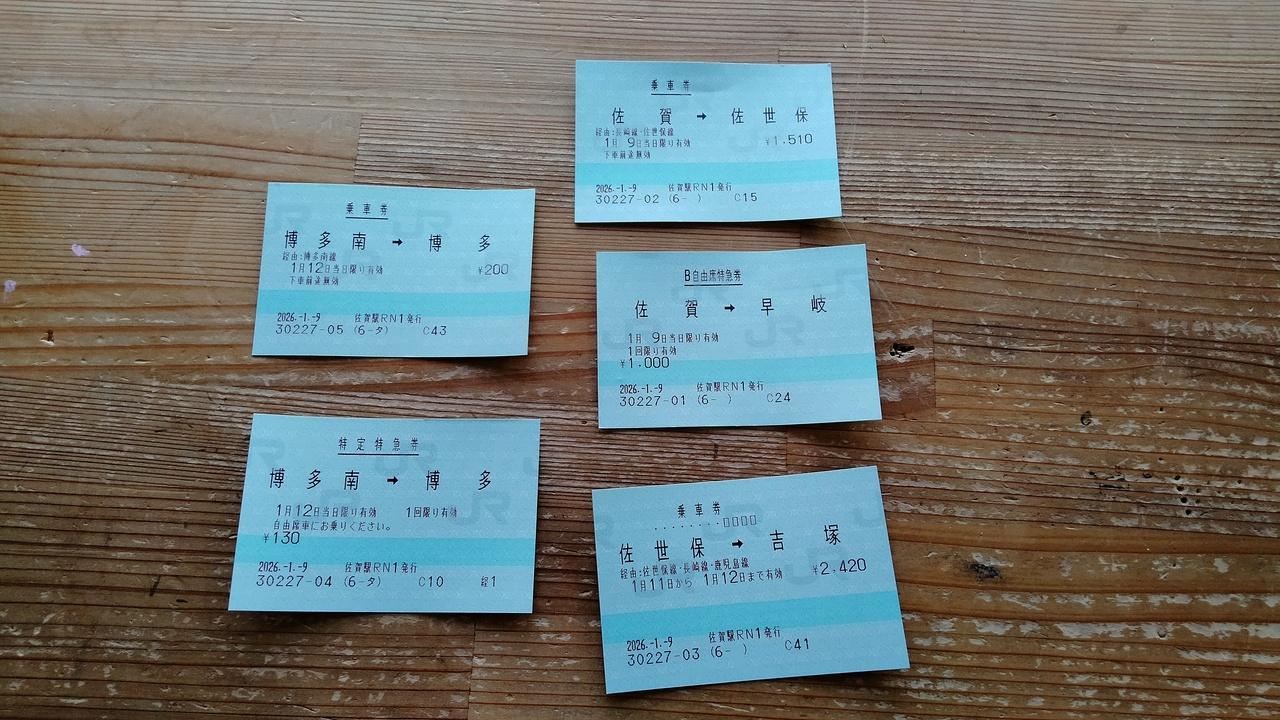 乗車券
佐賀 → 佐世保
経由:長崎線・佐世保線
1月 9日当日限り有効 ¥1,510
下車前途無効
2026.-1.-9 佐賀駅RN1発行
30227-02 (6- ) C15
乗車券
博多南 → 博多
経由:博多南線
1月12日当日限り有効 ¥200
下車前途無効
2026.-1.-9 佐賀駅RN1発行
30227-05 (6-タ) C43
B自由席特急券
佐賀 → 早岐
1月 9日当日限り有効
1回限り有効
¥1,000
2026.-1.-9 佐賀駅RN1発行
30227-01 (6- ) C24
特定特急券
博多南 → 博多
1月12日当日限り有効 1回限り有効
自由席車にお乗りください。
¥130
2026.-1.-9 佐賀駅RN1発行
30227-04 (6-タ) C10 経1
乗車券
········□□□□
佐世保 → 吉塚
経由:佐世保線・長崎線・鹿児島線
1月11日から 1月12日まで有効 ¥2,420
2026.-1.-9 佐賀駅RN1発行
30227-03 (6- ) C41